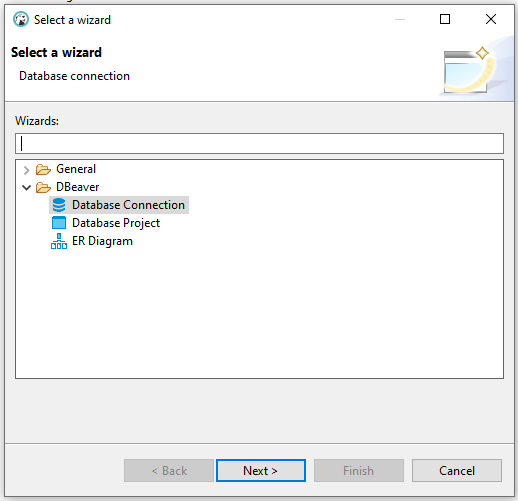 Select a wizard
Select a wizard
Database connection
Wizards:
General
DBeaver
Database Connection
Database Project
ER Diagram
< Back
Next >
Finish
Cancel